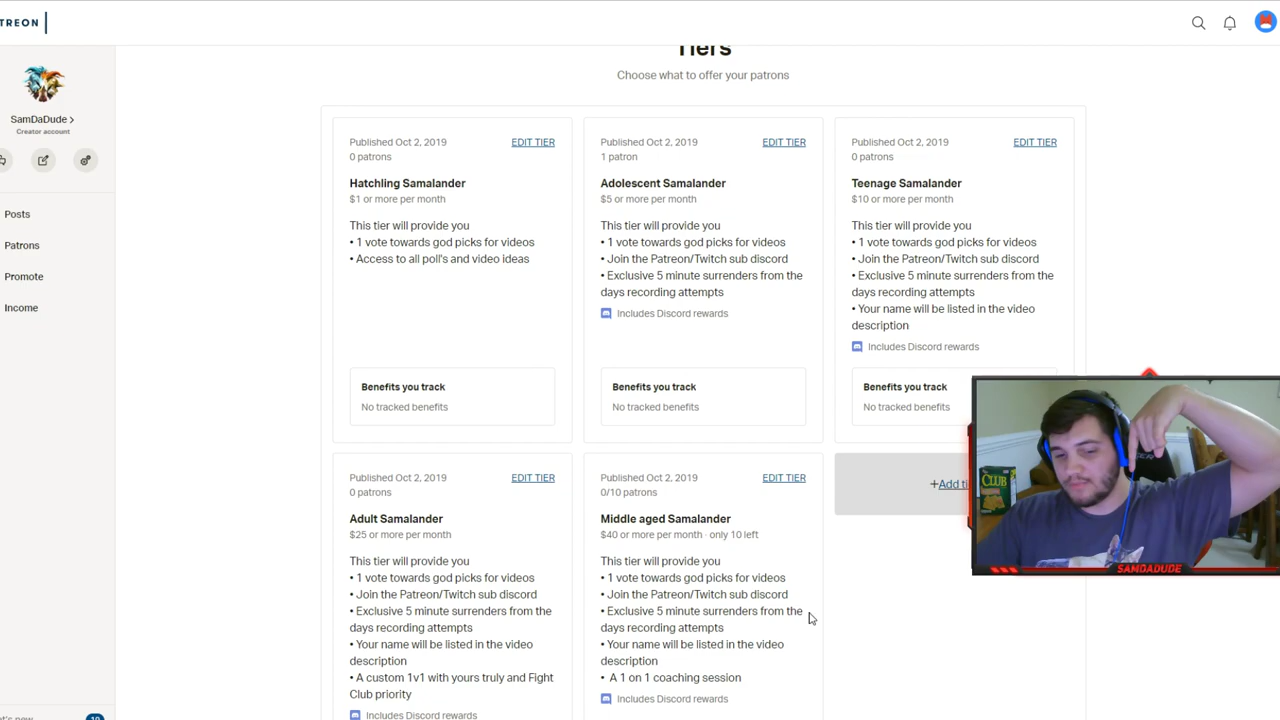 TREON
Tiers
Choose what to offer your patrons
SamDaDude
Creator account
Posts
Patrons
Promote
Income
Published Oct 2, 2019
EDIT TIER
0 patrons
Hatchling Samalander
$1 or more per month
This tier will provide you
• 1 vote towards god picks for videos
• Access to all poll's and video ideas
Benefits you track
No tracked benefits
Published Oct 2, 2019
EDIT TIER
1 patron
Adolescent Samalander
$5 or more per month
This tier will provide you
• 1 vote towards god picks for videos
• Join the Patreon/Twitch sub discord
• Exclusive 5 minute surrenders from the
days recording attempts
Includes Discord rewards
Benefits you track
No tracked benefits
Published Oct 2, 2019
EDIT TIER
0 patrons
Teenage Samalander
$10 or more per month
This tier will provide you
• 1 vote towards god picks for videos
• Join the Patreon/Twitch sub discord
• Exclusive 5 minute surrenders from the
days recording attempts
• Your name will be listed in the video
description
Includes Discord rewards
Benefits you track
No tracked benefits
Published Oct 2, 2019
EDIT TIER
0 patrons
Adult Samalander
$25 or more per month
This tier will provide you
• 1 vote towards god picks for videos
• Join the Patreon/Twitch sub discord
• Exclusive 5 minute surrenders from the
days recording attempts
• Your name will be listed in the video
description
• A custom 1v1 with yours truly and Fight
Club priority
Includes Discord rewards
Published Oct 2, 2019
EDIT TIER
0/10 patrons
Middle aged Samalander
$40 or more per month · only 10 left
This tier will provide you
• 1 vote towards god picks for videos
• Join the Patreon/Twitch sub discord
• Exclusive 5 minute surrenders from the
days recording attempts
• Your name will be listed in the video
description
• A 1 on 1 coaching session
Includes Discord rewards
+Add ti
CLUB
SAMDADUDE